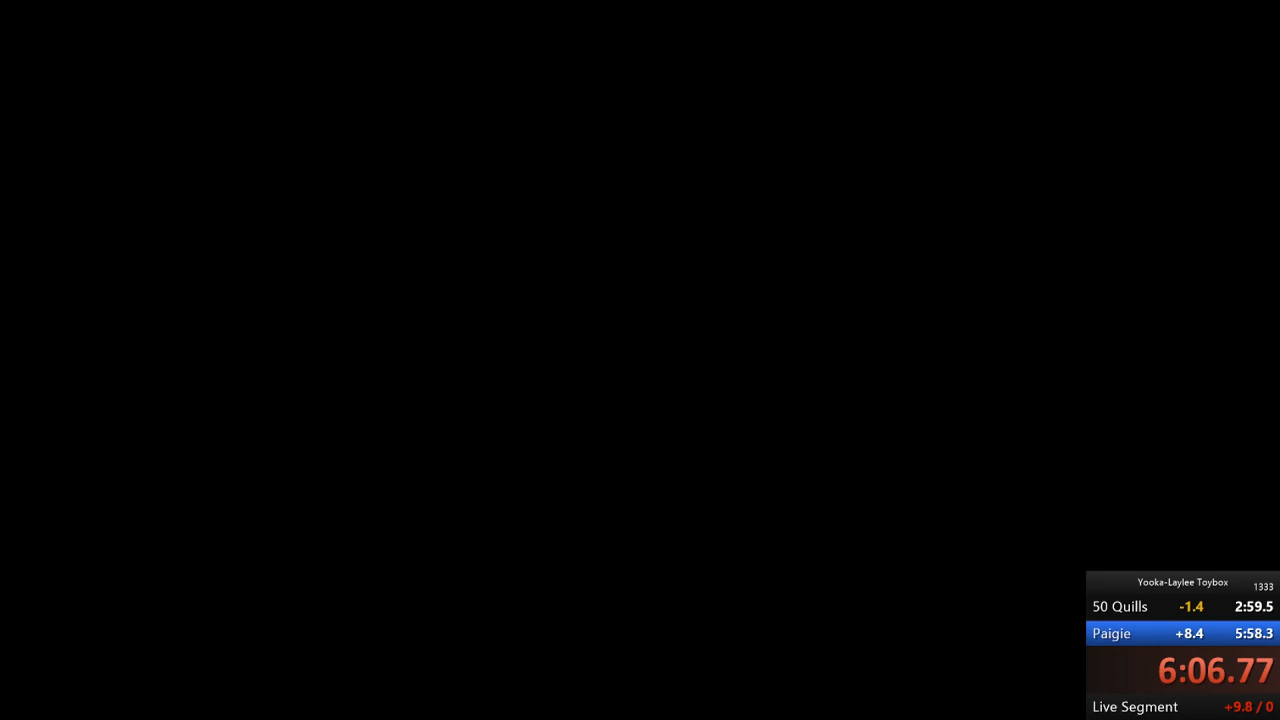 Yooka-Laylee Toybox
1333
50 Quills -1.4 2:59.5
Paigie +8.4 5:58.3
6:06.77
Live Segment +9.8 / 0